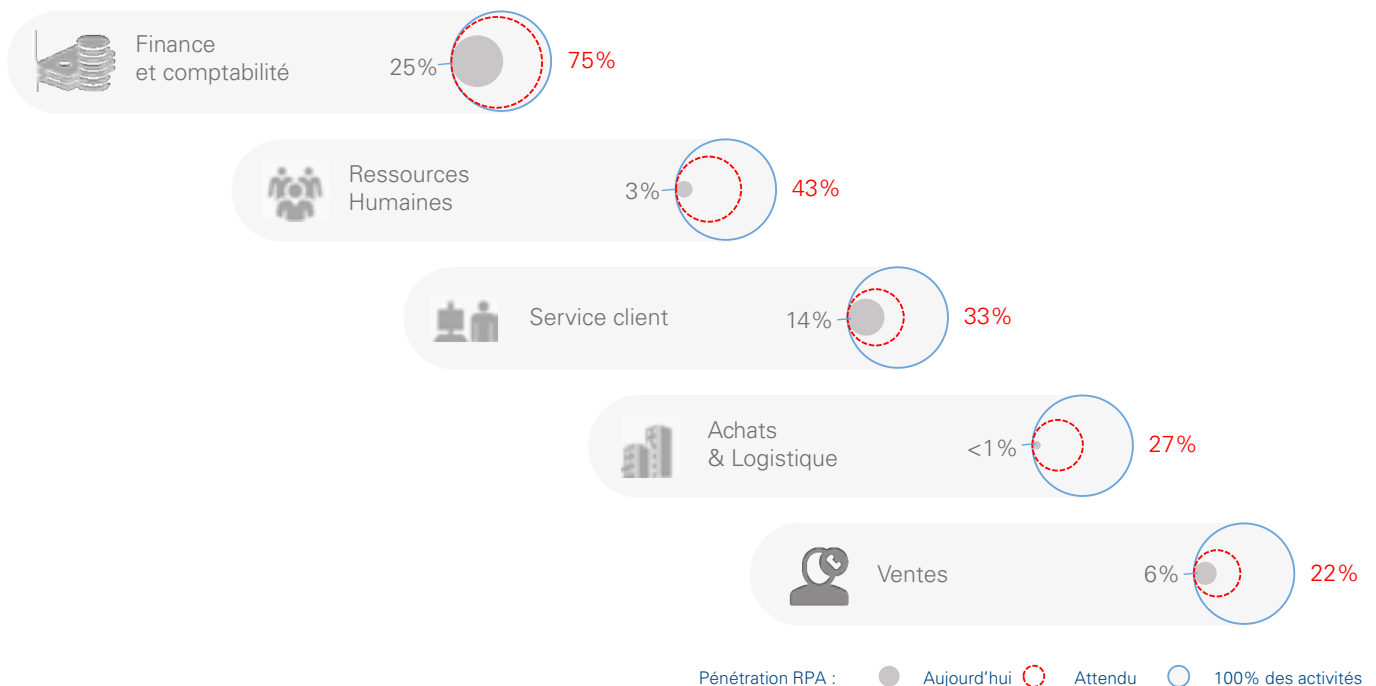 Finance
et comptabilité
25%
75%
Ressources
Humaines
3%
43%
Service client
14%
33%
Achats
& Logistique
<1%
27%
Ventes
6%
22%
Pénétration RPA : Aujourd'hui Attendu 100% des activités